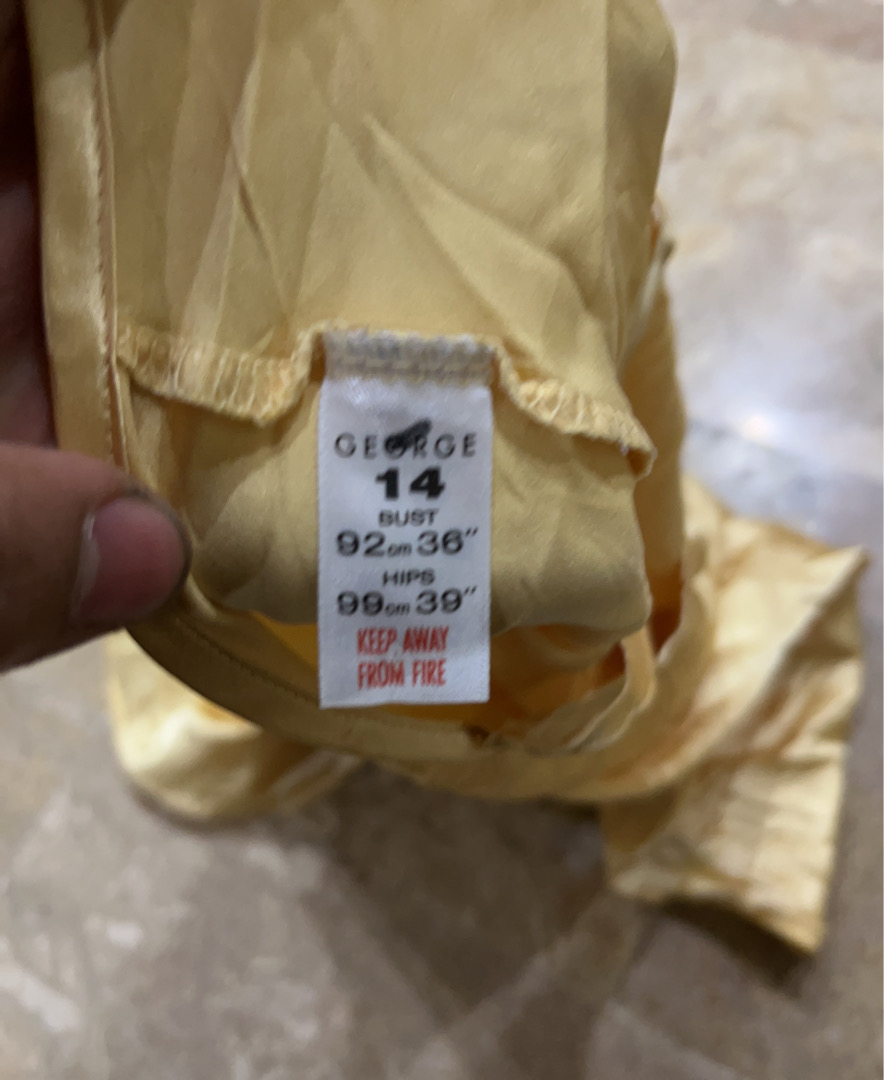 GEORGE
14
BUST
92cm 36"
HIPS
99cm 39"
KEEP AWAY
FROM FIRE